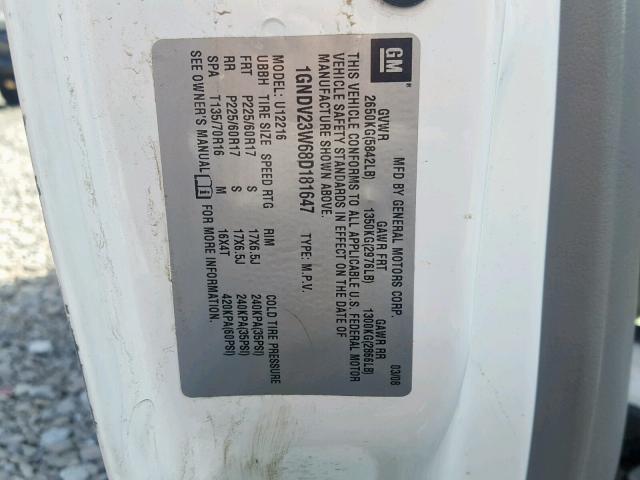 GM
MFD BY GENERAL MOTORS CORP. 03/08
GVWR GAWR FRT GAWR RR
2650KG(5842LB) 1350KG(2976LB) 1300KG(2866LB)
THIS VEHICLE CONFORMS TO ALL APPLICABLE U.S. FEDERAL MOTOR
VEHICLE SAFETY STANDARDS IN EFFECT ON THE DATE OF
MANUFACTURE SHOWN ABOVE.
1GNDV23W68D181647 TYPE: M.P.V.
MODEL: U12216
UBBH TIRE SIZE SPEED RTG RIM COLD TIRE PRESSURE
FRT P225/60R17 S 17X6.5J 240KPA(35PSI)
RR P225/60R17 S 17X6.5J 240KPA(35PSI)
SPA T135/70R16 M 16X4T 420KPA(60PSI)
SEE OWNER'S MANUAL FOR MORE INFORMATION.